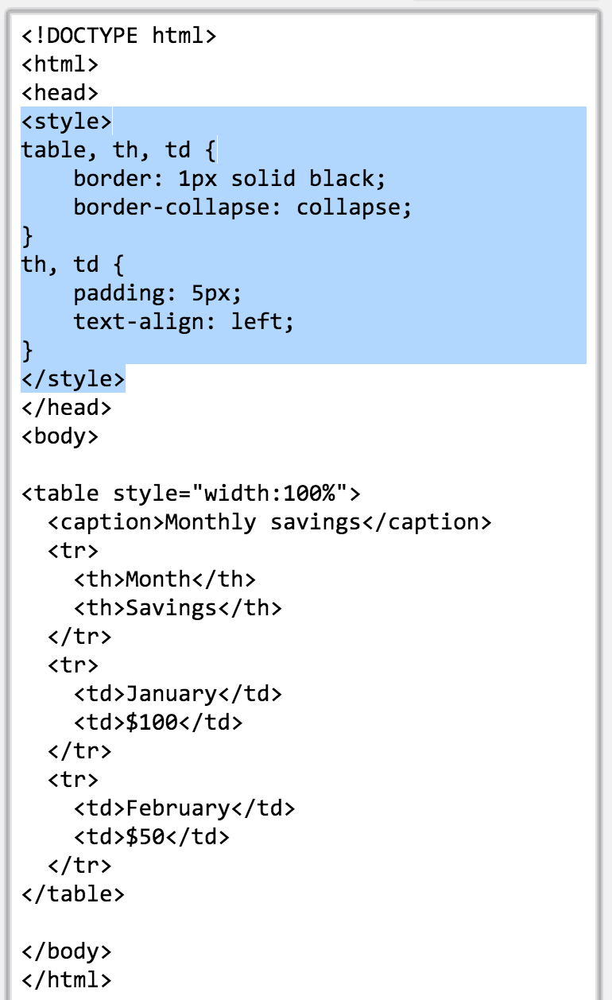 <!DOCTYPE html>
<html>
<head>
<style>
table, th, td {
    border: 1px solid black;
    border-collapse: collapse;
}
th, td {
    padding: 5px;
    text-align: left;
}
</style>
</head>
<body>

<table style="width:100%">
  <caption>Monthly savings</caption>
  <tr>
    <th>Month</th>
    <th>Savings</th>
  </tr>
  <tr>
    <td>January</td>
    <td>$100</td>
  </tr>
  <tr>
    <td>February</td>
    <td>$50</td>
  </tr>
</table>

</body>
</html>